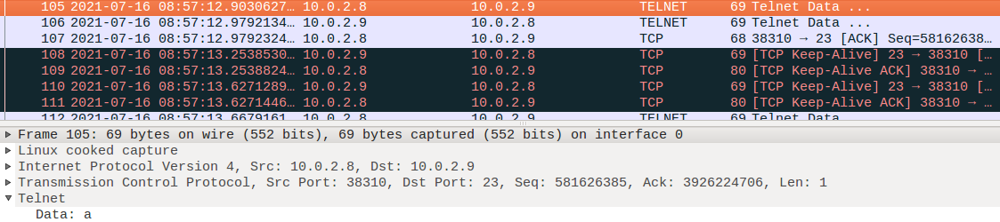 105 2021-07-16 08:57:12.9030627… 10.0.2.8 10.0.2.9 TELNET 69 Telnet Data ...
106 2021-07-16 08:57:12.9792134… 10.0.2.9 10.0.2.8 TELNET 69 Telnet Data ...
107 2021-07-16 08:57:12.9792324… 10.0.2.8 10.0.2.9 TCP 68 38310 → 23 [ACK] Seq=58162638…
108 2021-07-16 08:57:13.2538530… 10.0.2.9 10.0.2.8 TCP 69 [TCP Keep-Alive] 23 → 38310 [… 
109 2021-07-16 08:57:13.2538824… 10.0.2.8 10.0.2.9 TCP 80 [TCP Keep-Alive ACK] 38310 → …
110 2021-07-16 08:57:13.6271289… 10.0.2.9 10.0.2.8 TCP 69 [TCP Keep-Alive] 23 → 38310 […
111 2021-07-16 08:57:13.6271446… 10.0.2.8 10.0.2.9 TCP 80 [TCP Keep-Alive ACK] 38310 → …
112 2021-07-16 08:57:13.6679161… 10.0.2.8 10.0.2.9 TELNET 69 Telnet Data
Frame 105: 69 bytes on wire (552 bits), 69 bytes captured (552 bits) on interface 0
Linux cooked capture
Internet Protocol Version 4, Src: 10.0.2.8, Dst: 10.0.2.9
Transmission Control Protocol, Src Port: 38310, Dst Port: 23, Seq: 581626385, Ack: 3926224706, Len: 1
Telnet
Data: a